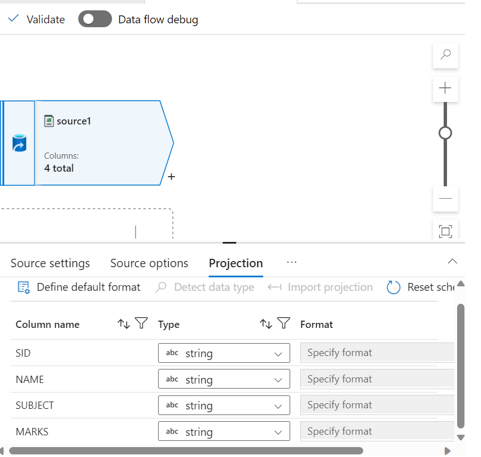 Validate Data flow debug
source1
Columns:
4 total
+
Source settings Source options Projection ...
Define default format Detect data type Import projection Reset sche
Column name Type Format
SID abc string Specify format
NAME abc string Specify format
SUBJECT abc string Specify format
MARKS abc string Specify format